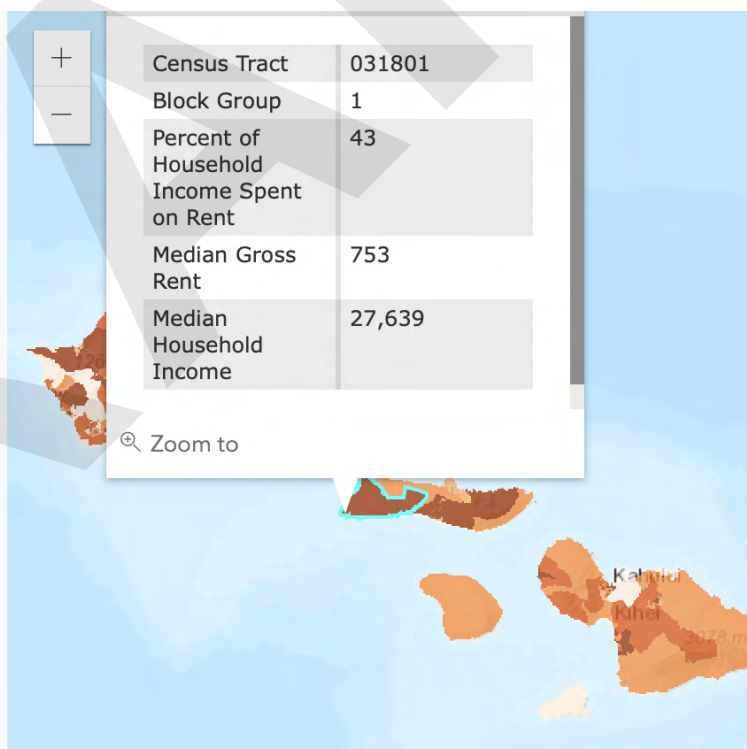 +
Census Tract 031801
Block Group 1
Percent of 43
Household
Income Spent
on Rent
Median Gross 753
Rent
Median 27,639
Household
Income
−
Zoom to
Kahului
Kihei
3078 m